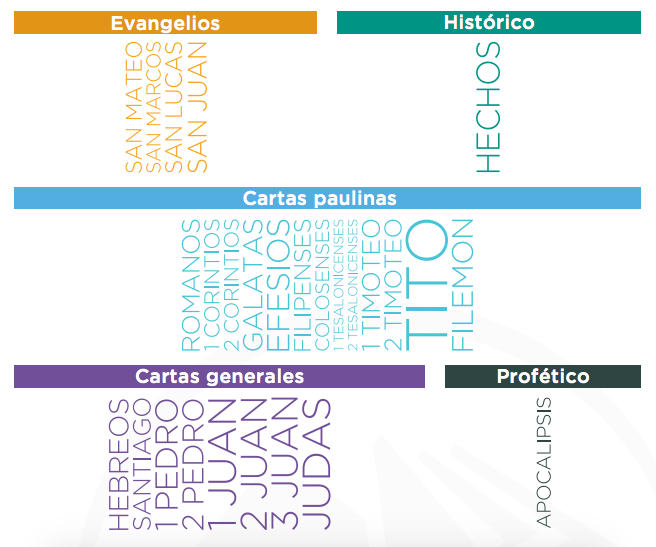 Evangelios
SAN MATEO
SAN MARCOS
SAN LUCAS
SAN JUAN
Histórico
HECHOS
Cartas paulinas
ROMANOS
1 CORINTIOS
2 CORINTIOS
GALATAS
EFESIOS
FILIPENSES
COLOSENSES
1 TESALONICENSES
2 TESALONICENSES
1 TIMOTEO
2 TIMOTEO
TITO
FILEMON
Cartas generales
HEBREOS
SANTIAGO
1 PEDRO
2 PEDRO
1 JUAN
2 JUAN
3 JUAN
JUDAS
Profético
APOCALIPSIS